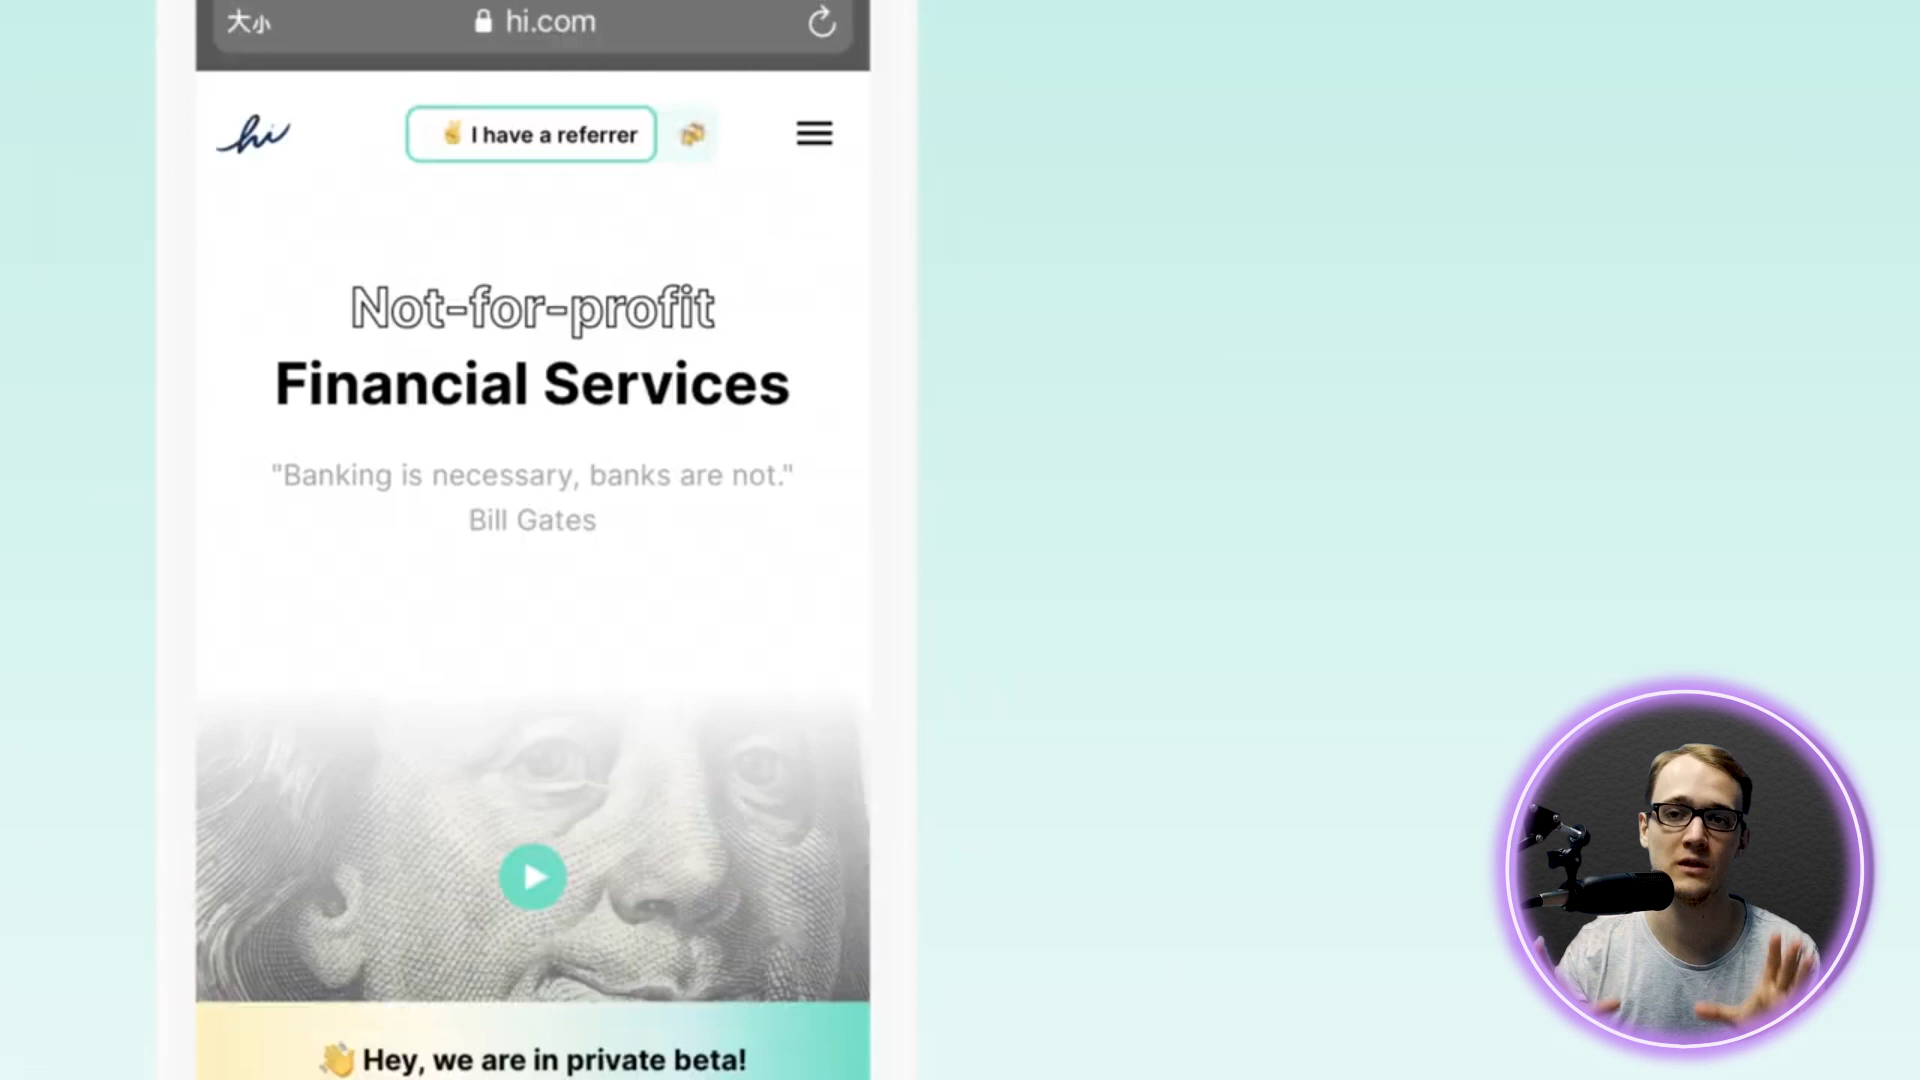 大小
hi.com
hi
I have a referrer
Not-for-profit
Financial Services
"Banking is necessary, banks are not."
Bill Gates
Hey, we are in private beta!